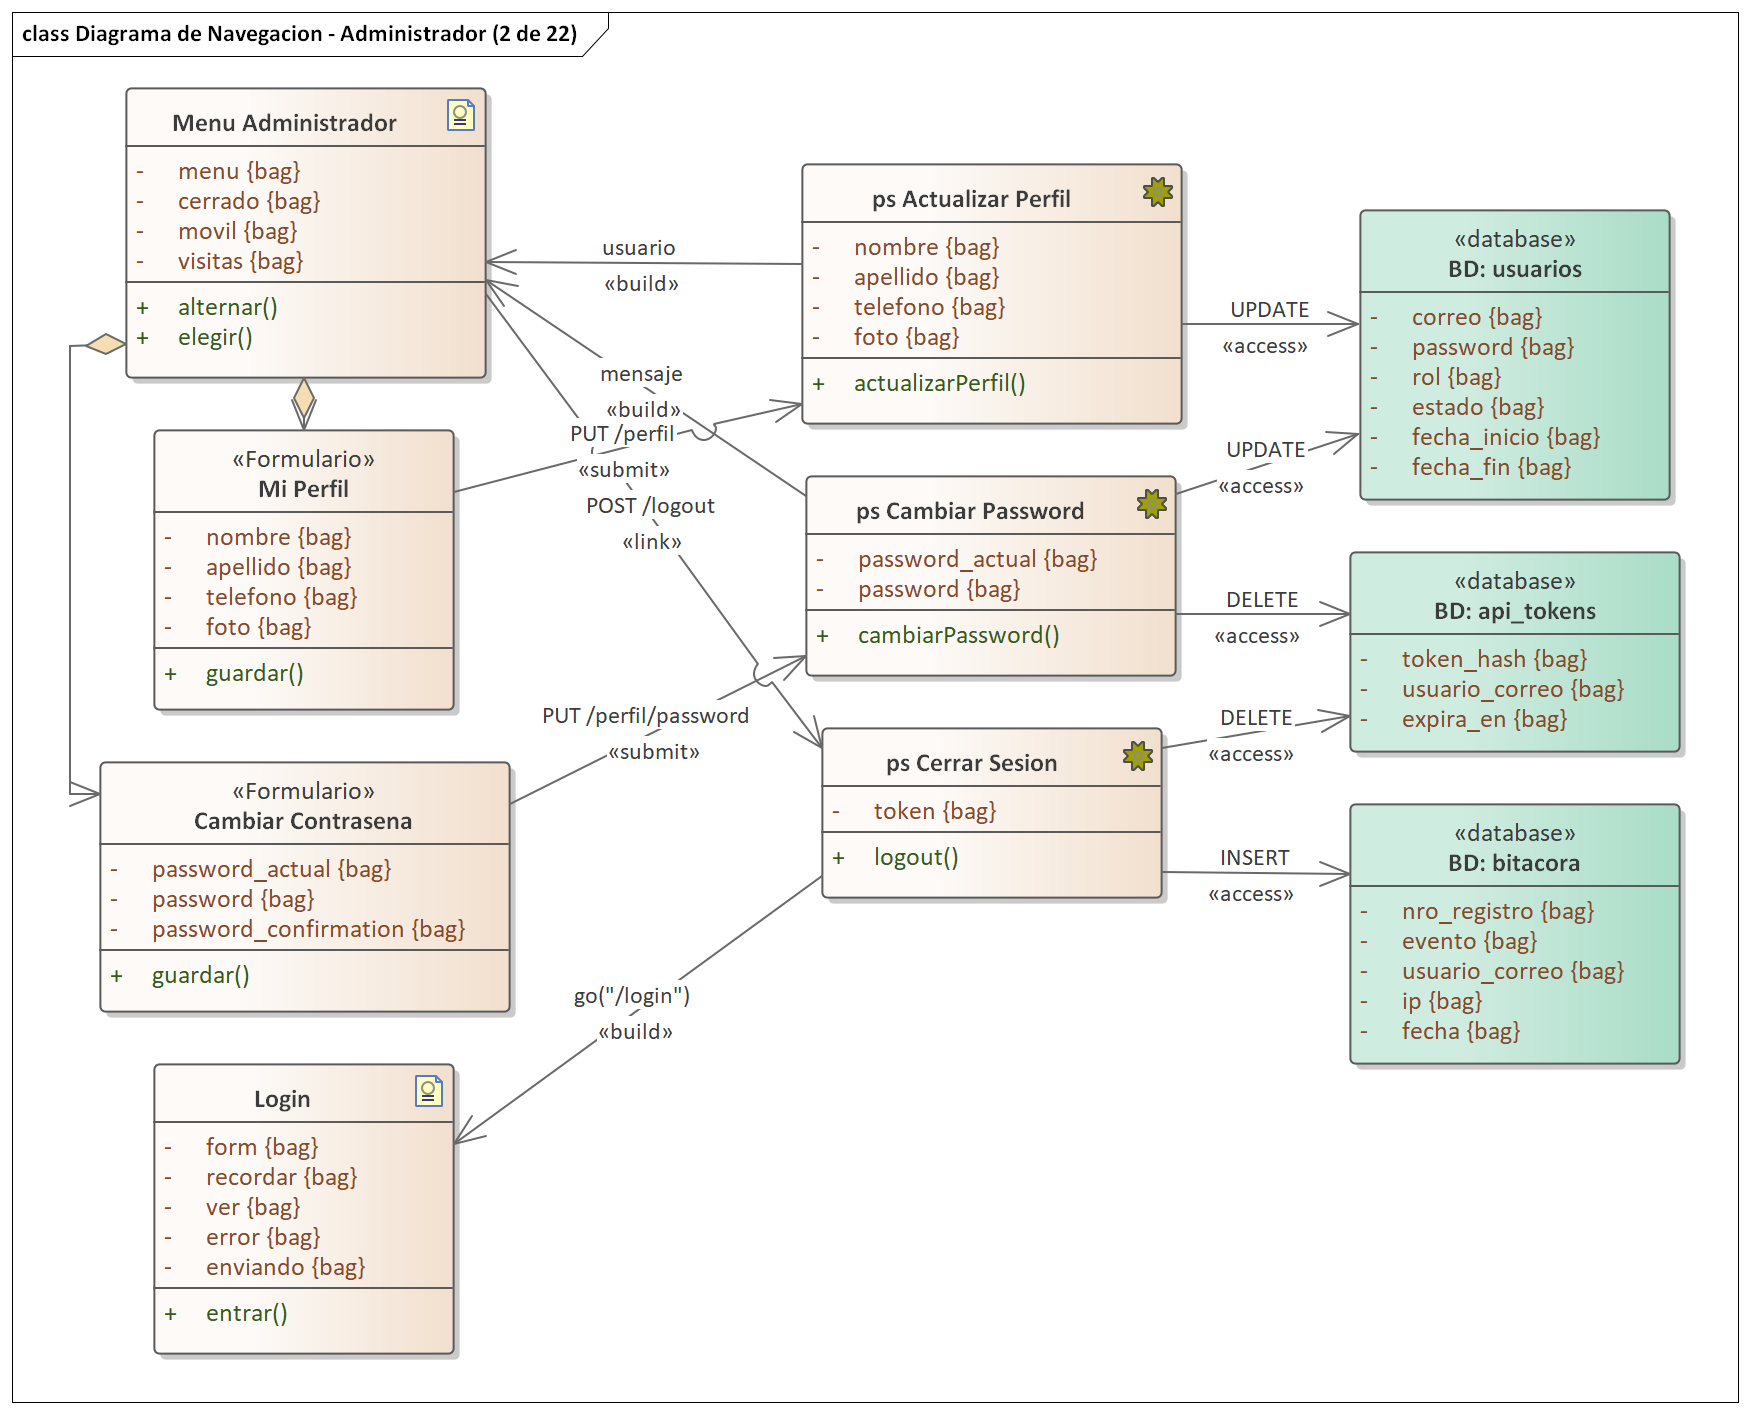 class Diagrama de Navegacion - Administrador (2 de 22)
Menu Administrador
- menu {bag}
- cerrado {bag}
- movil {bag}
- visitas {bag}
+ alternar()
+ elegir()
«Formulario»
Mi Perfil
- nombre {bag}
- apellido {bag}
- telefono {bag}
- foto {bag}
+ guardar()
«Formulario»
Cambiar Contrasena
- password_actual {bag}
- password {bag}
- password_confirmation {bag}
+ guardar()
Login
- form {bag}
- recordar {bag}
- ver {bag}
- error {bag}
- enviando {bag}
+ entrar()
usuario
«build»
mensaje
«build»
PUT /perfil
«submit»
POST /logout
«link»
PUT /perfil/password
«submit»
go("/login")
«build»
ps Actualizar Perfil
- nombre {bag}
- apellido {bag}
- telefono {bag}
- foto {bag}
+ actualizarPerfil()
ps Cambiar Password
- password_actual {bag}
- password {bag}
+ cambiarPassword()
ps Cerrar Sesion
- token {bag}
+ logout()
UPDATE
«access»
UPDATE
«access»
DELETE
«access»
DELETE
«access»
INSERT
«access»
«database»
BD: usuarios
- correo {bag}
- password {bag}
- rol {bag}
- estado {bag}
- fecha_inicio {bag}
- fecha_fin {bag}
«database»
BD: api_tokens
- token_hash {bag}
- usuario_correo {bag}
- expira_en {bag}
«database»
BD: bitacora
- nro_registro {bag}
- evento {bag}
- usuario_correo {bag}
- ip {bag}
- fecha {bag}